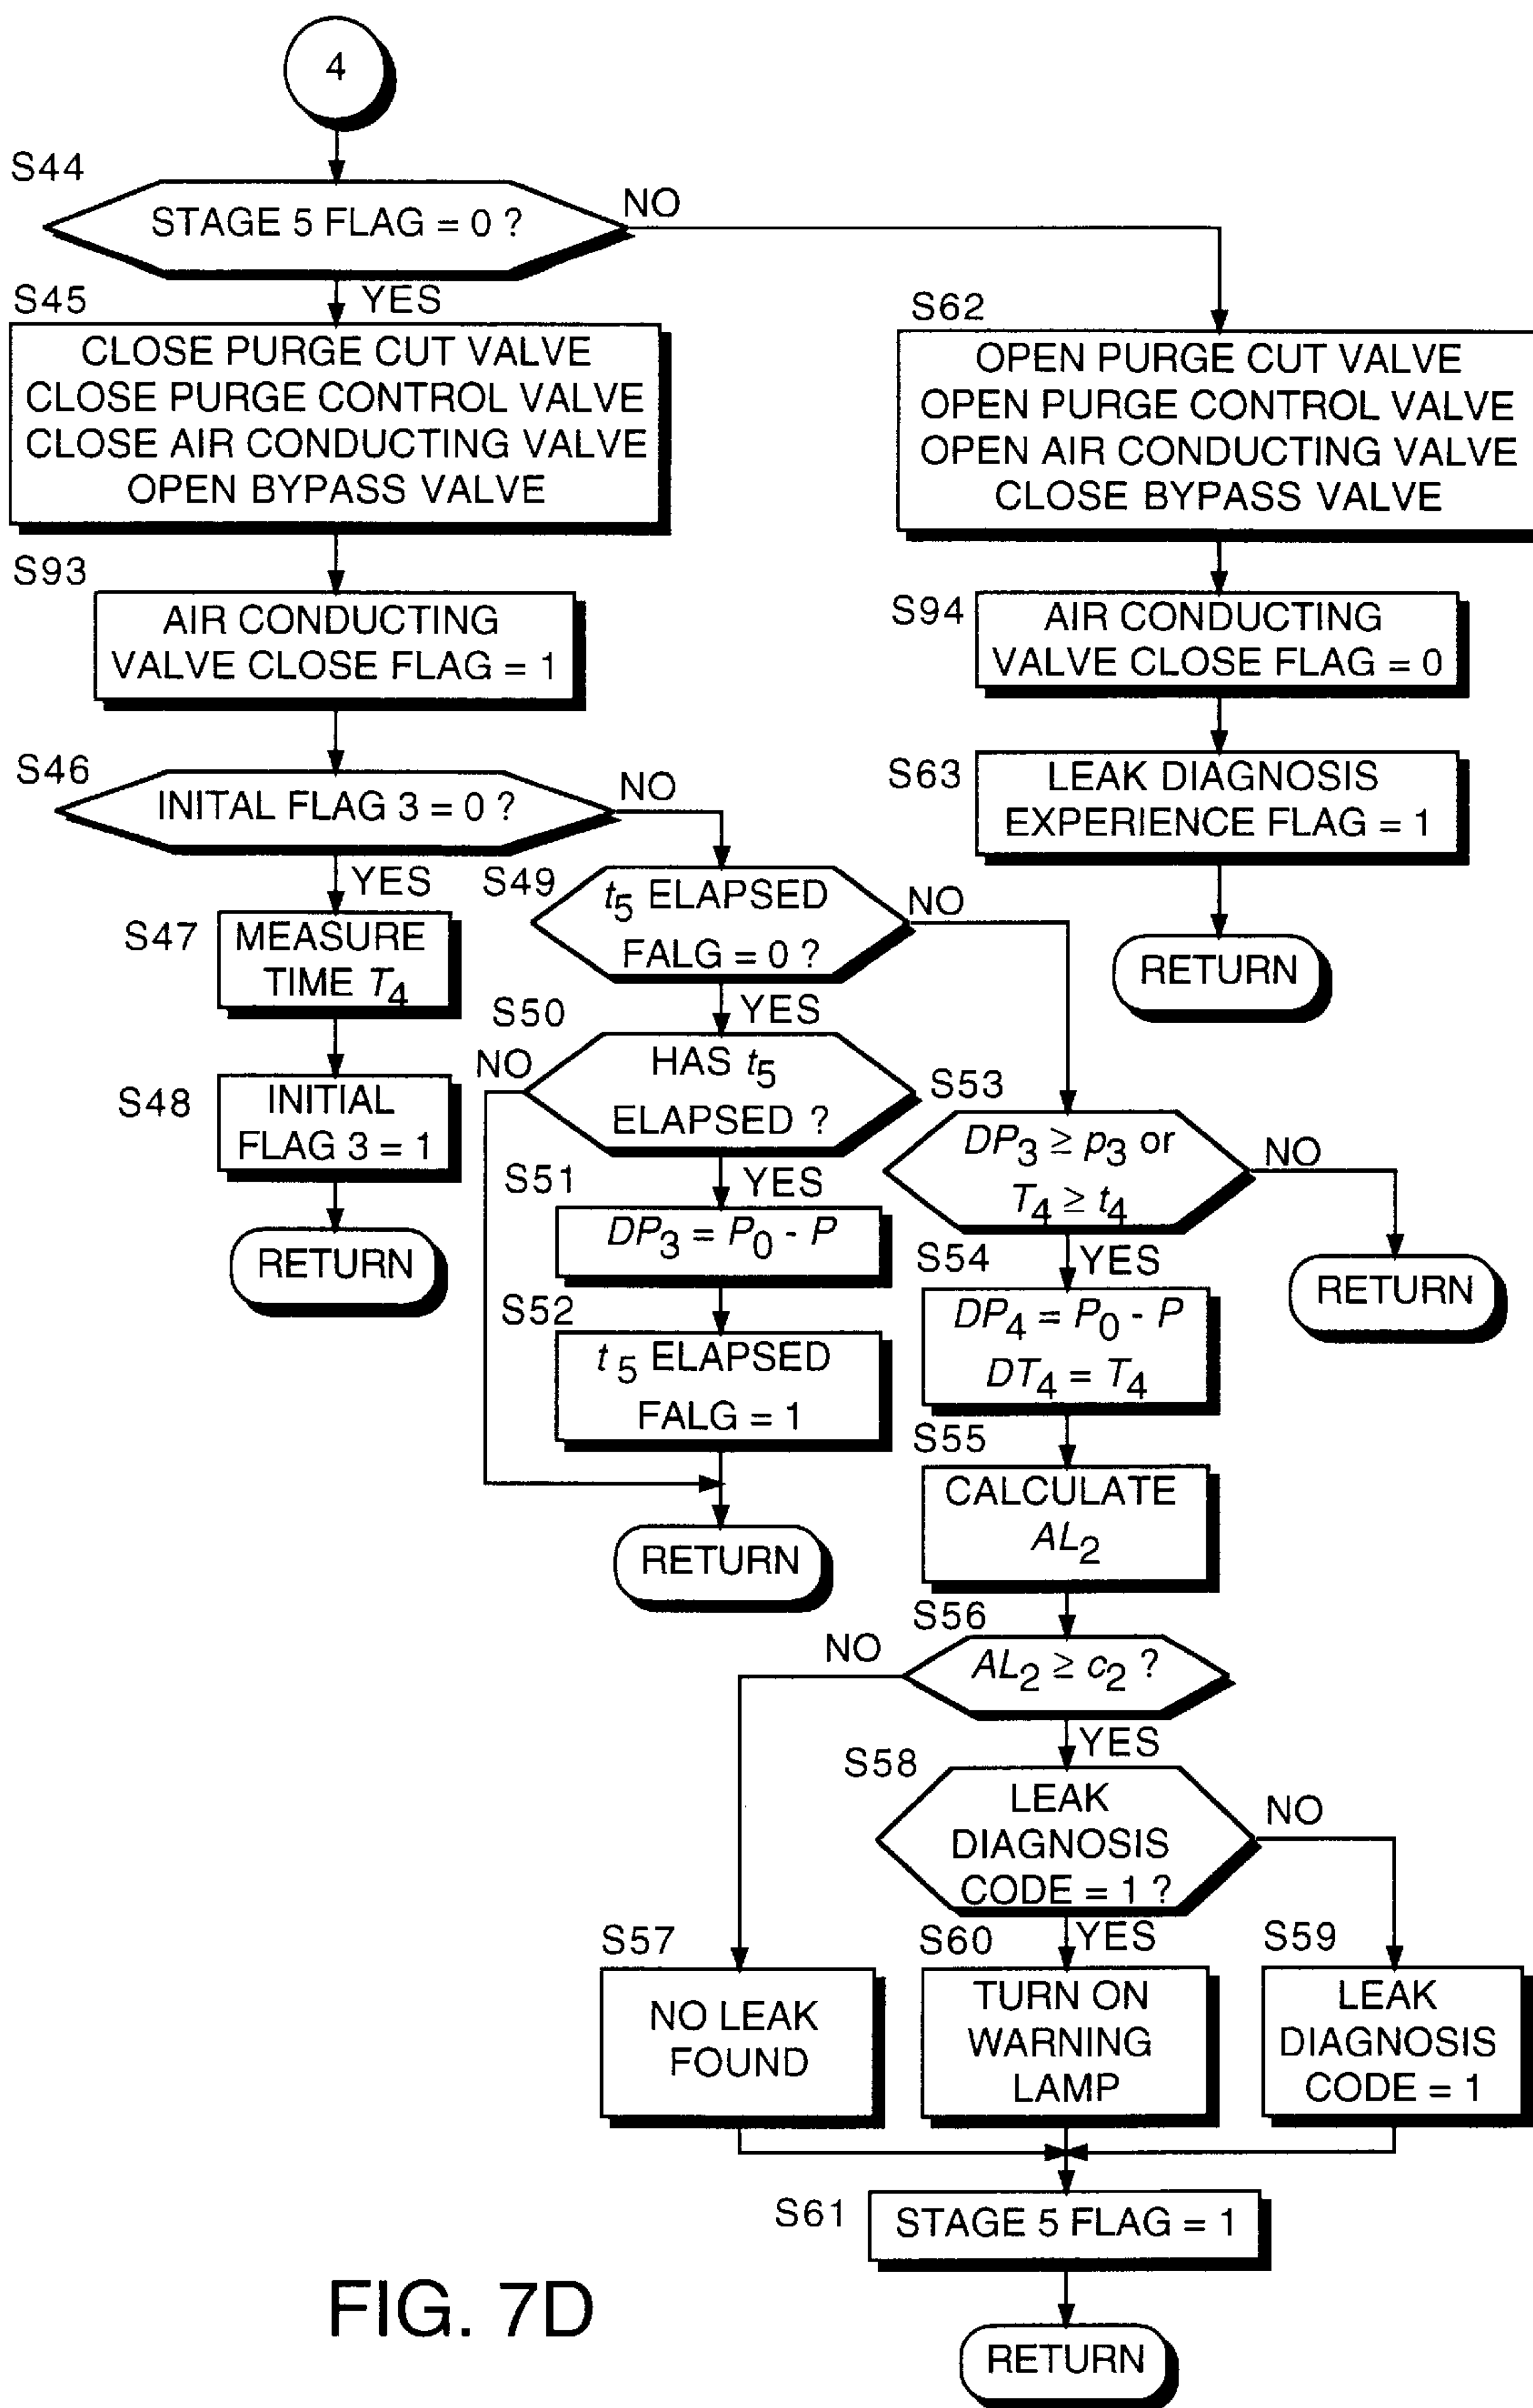 4
S44
STAGE 5 FLAG = 0 ?
NO
YES
S45
CLOSE PURGE CUT VALVE
CLOSE PURGE CONTROL VALVE
CLOSE AIR CONDUCTING VALVE
OPEN BYPASS VALVE
S62
OPEN PURGE CUT VALVE
OPEN PURGE CONTROL VALVE
OPEN AIR CONDUCTING VALVE
CLOSE BYPASS VALVE
S93
AIR CONDUCTING
VALVE CLOSE FLAG = 1
S94
AIR CONDUCTING
VALVE CLOSE FLAG = 0
S46
INITAL FLAG 3 = 0 ?
NO
YES
S63
LEAK DIAGNOSIS
EXPERIENCE FLAG = 1
RETURN
S47
MEASURE
TIME T4
S48
INITIAL
FLAG 3 = 1
RETURN
S49
t5 ELAPSED
FALG = 0 ?
NO
YES
S50
HAS t5
ELAPSED ?
NO
YES
S51
DP3 = P0 - P
S52
t5 ELAPSED
FALG = 1
RETURN
S53
DP3 ≥ p3 or
T4 ≥ t4
NO
RETURN
YES
S54
DP4 = P0 - P
DT4 = T4
S55
CALCULATE
AL2
S56
AL2 ≥ c2 ?
NO
YES
S58
LEAK
DIAGNOSIS
CODE = 1 ?
NO
YES
S57
NO LEAK
FOUND
S60
TURN ON
WARNING
LAMP
S59
LEAK
DIAGNOSIS
CODE = 1
S61
STAGE 5 FLAG = 1
RETURN
FIG. 7D